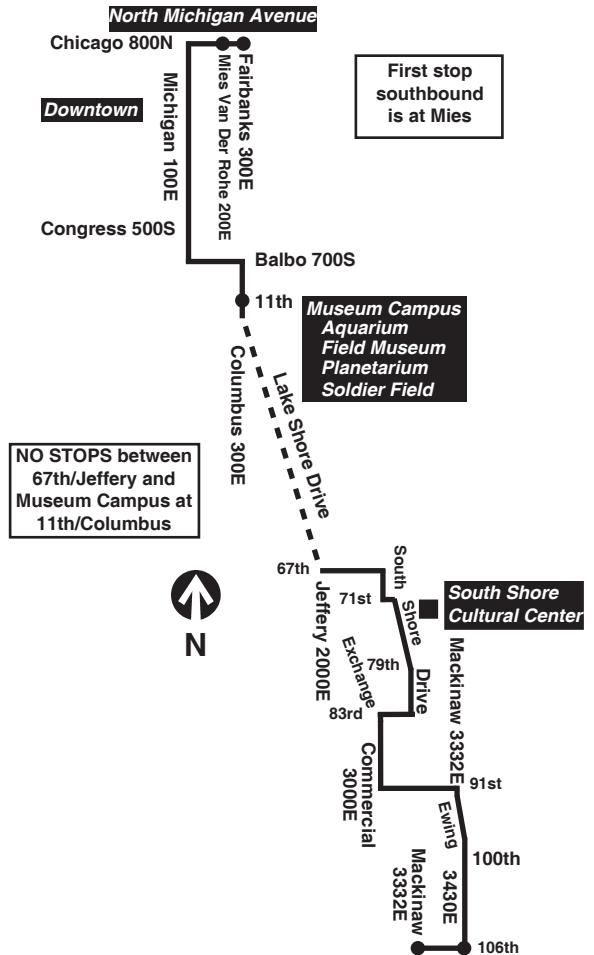 North Michigan Avenue
Chicago 800N
Fairbanks 300E
Mies Van Der Rohe 200E
Michigan 100E
First stop
southbound
is at Mies
Downtown
Congress 500S
Balbo 700S
11th
Museum Campus
Aquarium
Field Museum
Planetarium
Soldier Field
Columbus 300E
Lake Shore Drive
NO STOPS between
67th/Jeffery and
Museum Campus at
11th/Columbus
N
67th
Jeffery 2000E
South
Shore
Drive
71st
South Shore
Cultural Center
Exchange
79th
Mackinaw 3332E
83rd
Commercial
3000E
91st
Ewing
3430E
100th
Mackinaw
3332E
106th